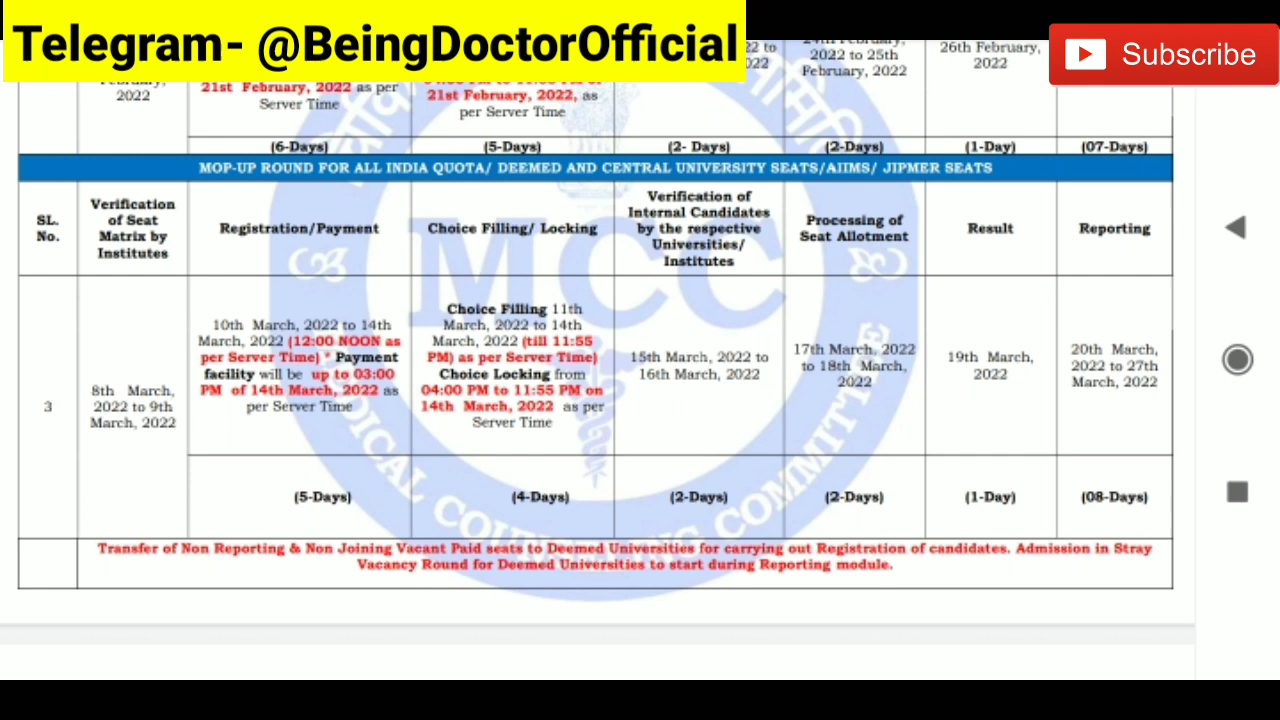 Telegram- @BeingDoctorOfficial
Subscribe
February,
2022
21st February, 2022 as per
Server Time
21st February, 2022, as
per Server Time
22 to
2022
24th February,
2022 to 25th
February, 2022
26th February,
2022
(6-Days)
(5-Days)
(2- Days)
(2-Days)
(1-Day)
(07-Days)
MOP-UP ROUND FOR ALL INDIA QUOTA/ DEEMED AND CENTRAL UNIVERSITY SEATS/AIIMS/ JIPMER SEATS
SL.
No.
Verification
of Seat
Matrix by
Institutes
Registration/Payment
Choice Filling/ Locking
Verification of
Internal Candidates
by the respective
Universities/
Institutes
Processing of
Seat Allotment
Result
Reporting
3
8th March,
2022 to 9th
March, 2022
10th March, 2022 to 14th
March, 2022 (12:00 NOON as
per Server Time) * Payment
facility will be up to 03:00
PM of 14th March, 2022 as
per Server Time
Choice Filling 11th
March, 2022 to 14th
March, 2022 (till 11:55
PM) as per Server Time)
Choice Locking from
04:00 PM to 11:55 PM on
14th March, 2022 as per
Server Time
15th March, 2022 to
16th March, 2022
17th March, 2022
to 18th March,
2022
19th March,
2022
20th March,
2022 to 27th
March, 2022
(5-Days)
(4-Days)
(2-Days)
(2-Days)
(1-Day)
(08-Days)
Transfer of Non Reporting & Non Joining Vacant Paid seats to Deemed Universities for carrying out Registration of candidates. Admission in Stray
Vacancy Round for Deemed Universities to start during Reporting module.
MCC
MEDICAL COUNSELING COMMITTEE